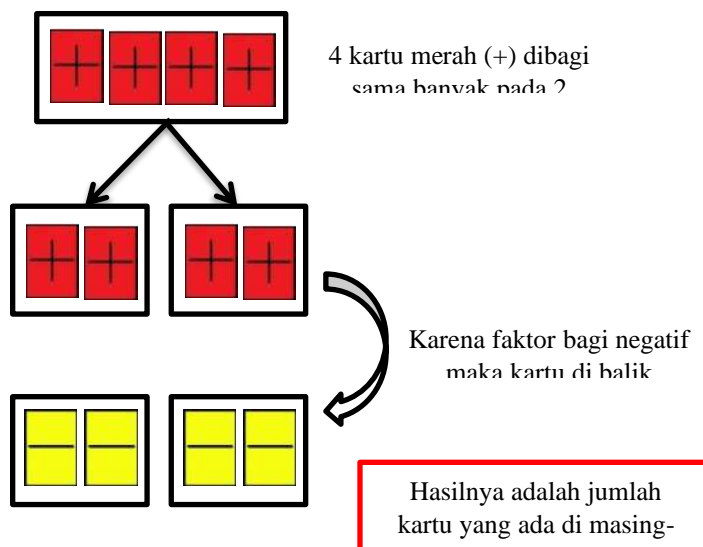 4 kartu merah (+) dibagi
sama banyak pada 2
Karena faktor bagi negatif
maka kartu di balik
Hasilnya adalah jumlah
kartu yang ada di masing-